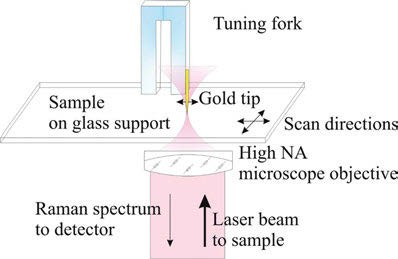 Tuning fork
Sample
on glass support
Gold tip
Scan directions
High NA
microscope objective
Raman spectrum
to detector
Laser beam
to sample